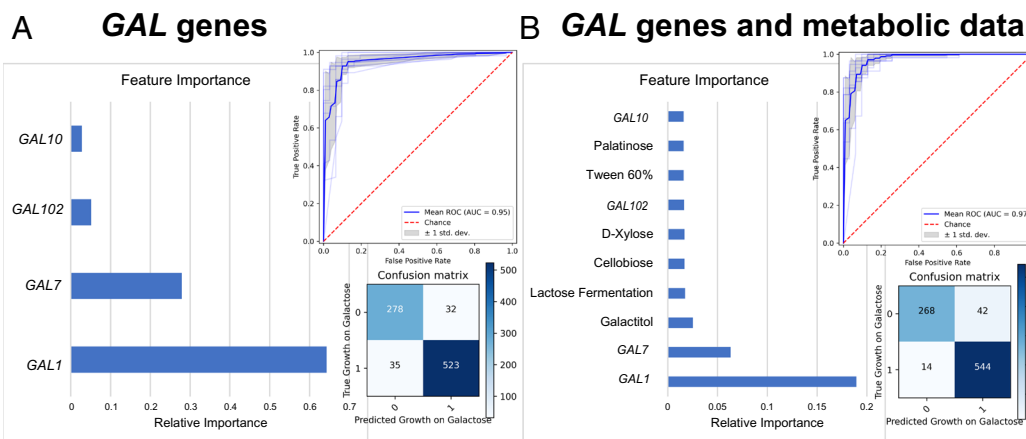 A GAL genes
Feature Importance
GAL10
GAL102
GAL7
GAL1
0 0.1 0.2 0.3 0.4 0.5 0.6 0.7
Relative Importance
1.0
0.8
0.6
0.4
0.2
0.0
True Positive Rate
Mean ROC (AUC = 0.95)
Chance
± 1 std. dev.
0.0 0.2 0.4 0.6 0.8 1.0
False Positive Rate
Confusion matrix
True Growth on Galactose
0 278 32
1 35 523
0 1
Predicted Growth on Galactose
500
400
300
200
100
B GAL genes and metabolic data
Feature Importance
GAL10
Palatinose
Tween 60%
GAL102
D-Xylose
Cellobiose
Lactose Fermentation
Galactitol
GAL7
GAL1
0 0.05 0.1 0.15 0.2
Relative Importance
1.0
0.8
0.6
0.4
0.2
0.0
True Positive Rate
Mean ROC (AUC = 0.97
Chance
± 1 std. dev.
0.0 0.2 0.4 0.6 0.8
False Positive Rate
Confusion matrix
True Growth on Galactose
0 268 42
1 14 544
0 1
Predicted Growth on Galactose